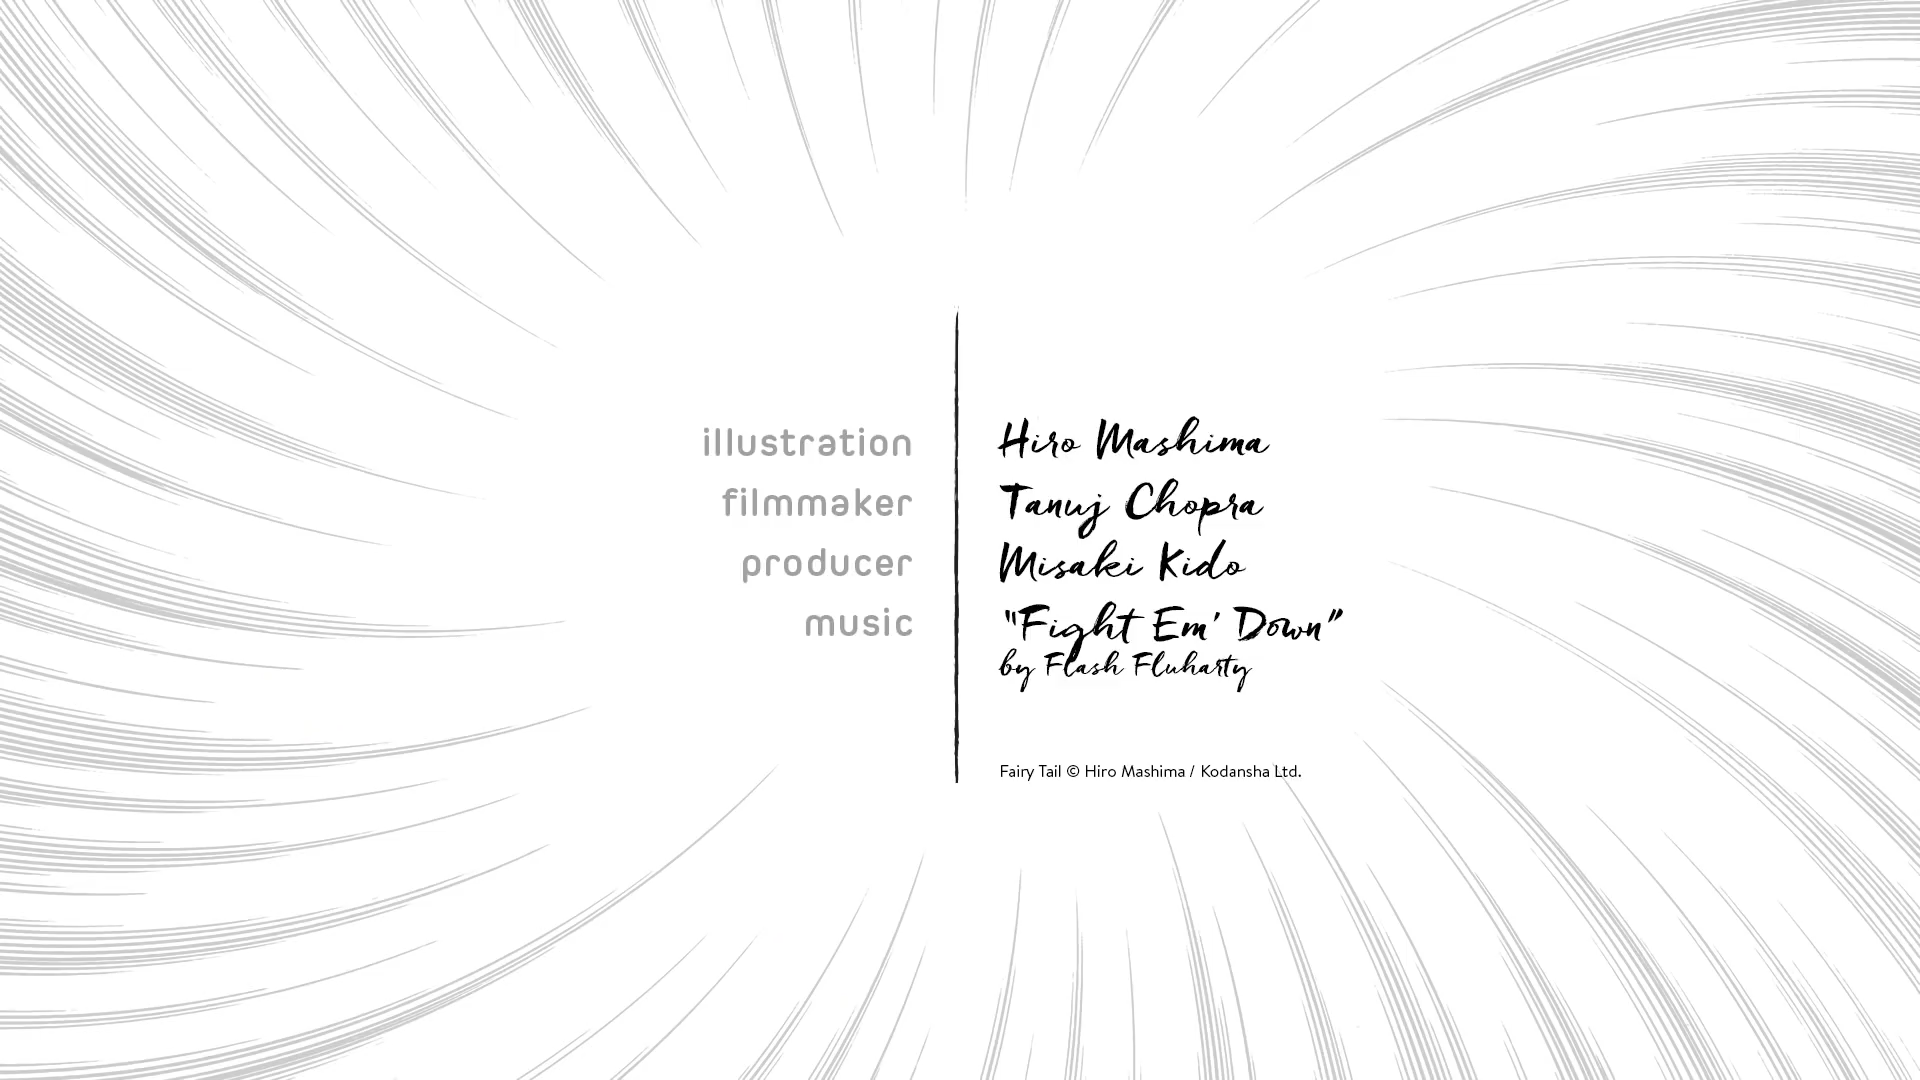 illustration Hiro Mashima
filmmaker Tanuj Chopra
producer Misaki Kido
music "Fight Em' Down"
by Flash Fluharty
Fairy Tail © Hiro Mashima / Kodansha Ltd.